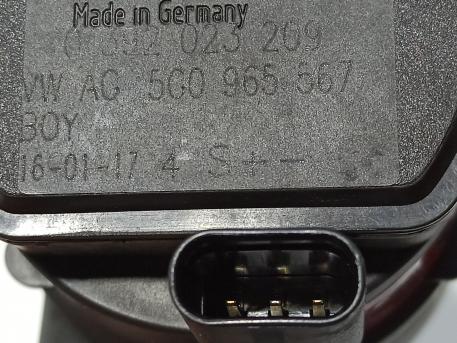 Made in Germany
0 392 023 209
VW AG 5G0 965 567
BOY
16-01-17 4 S + -